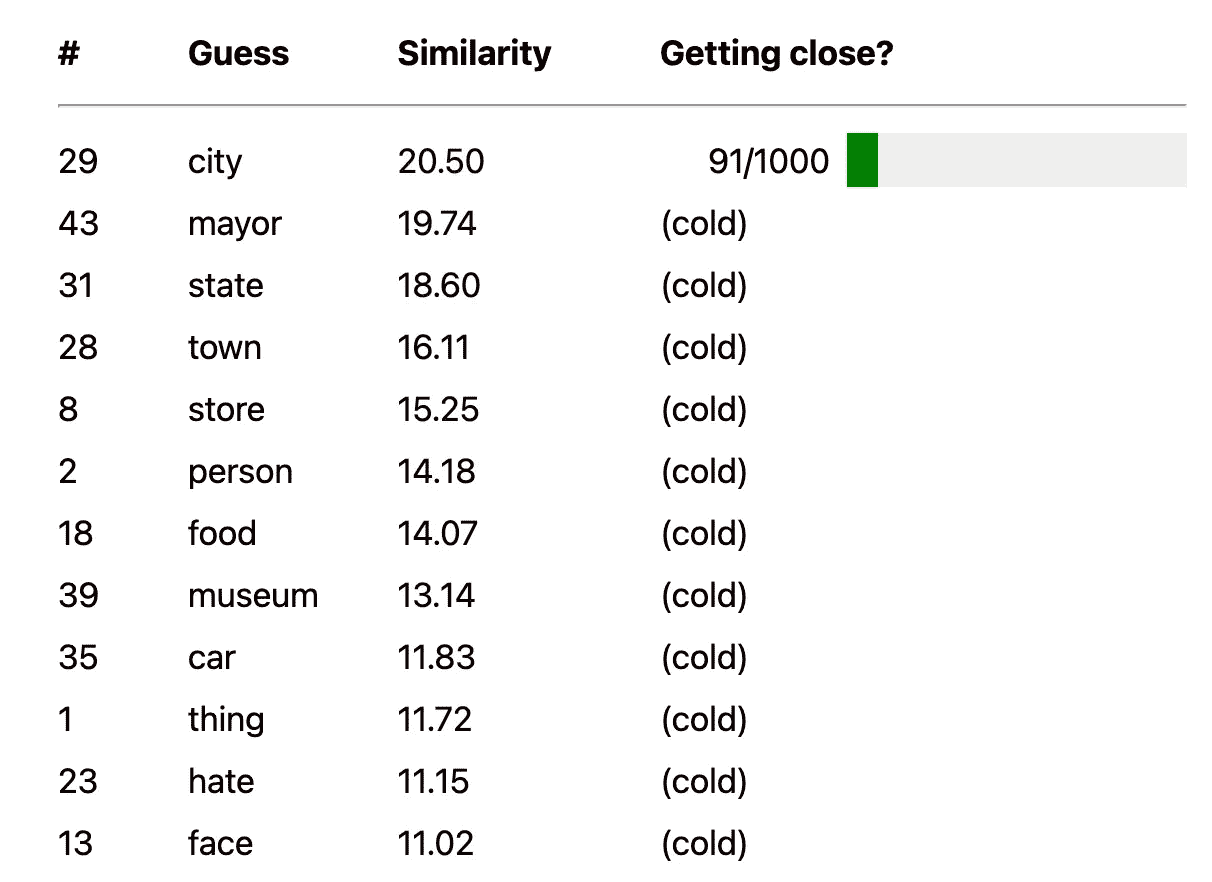 # Guess Similarity Getting close?
29 city 20.50 91/1000
43 mayor 19.74 (cold)
31 state 18.60 (cold)
28 town 16.11 (cold)
8 store 15.25 (cold)
2 person 14.18 (cold)
18 food 14.07 (cold)
39 museum 13.14 (cold)
35 car 11.83 (cold)
1 thing 11.72 (cold)
23 hate 11.15 (cold)
13 face 11.02 (cold)